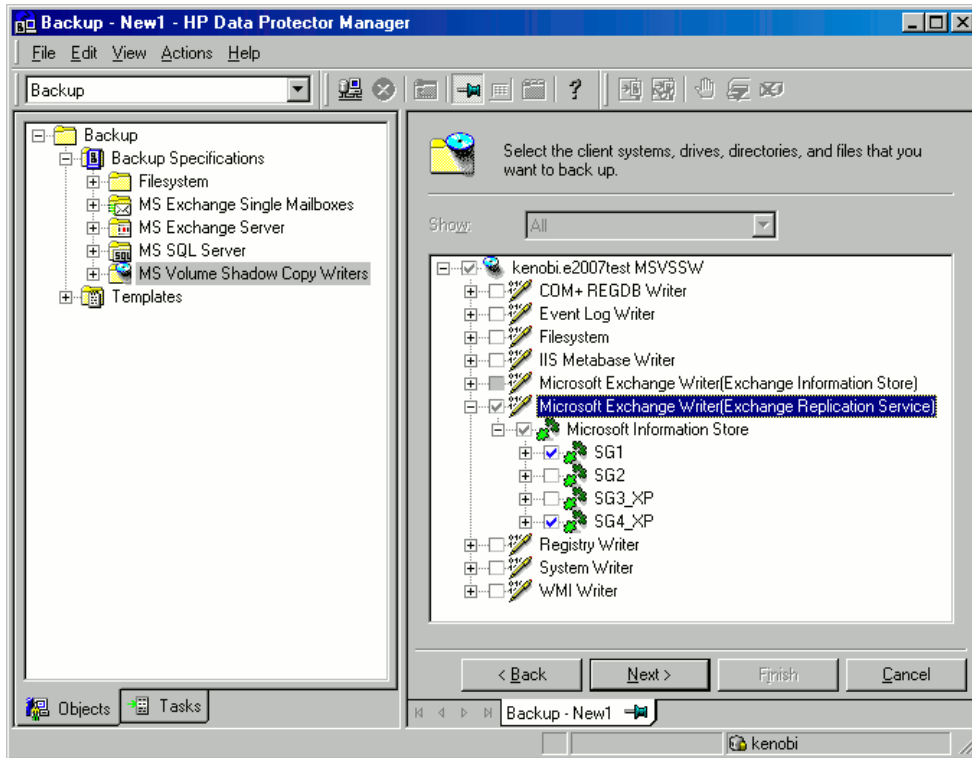 Backup - New1 - HP Data Protector Manager
File Edit View Actions Help
Backup
Backup
Backup Specifications
Filesystem
MS Exchange Single Mailboxes
MS Exchange Server
MS SQL Server
MS Volume Shadow Copy Writers
Templates
Objects
Tasks
Select the client systems, drives, directories, and files that you
want to back up.
Show:
All
kenobi.e2007test MSVSSW
COM+ REGDB Writer
Event Log Writer
Filesystem
IIS Metabase Writer
Microsoft Exchange Writer(Exchange Information Store)
Microsoft Exchange Writer(Exchange Replication Service)
Microsoft Information Store
SG1
SG2
SG3_XP
SG4_XP
Registry Writer
System Writer
WMI Writer
< Back
Next >
Finish
Cancel
Backup - New1
kenobi